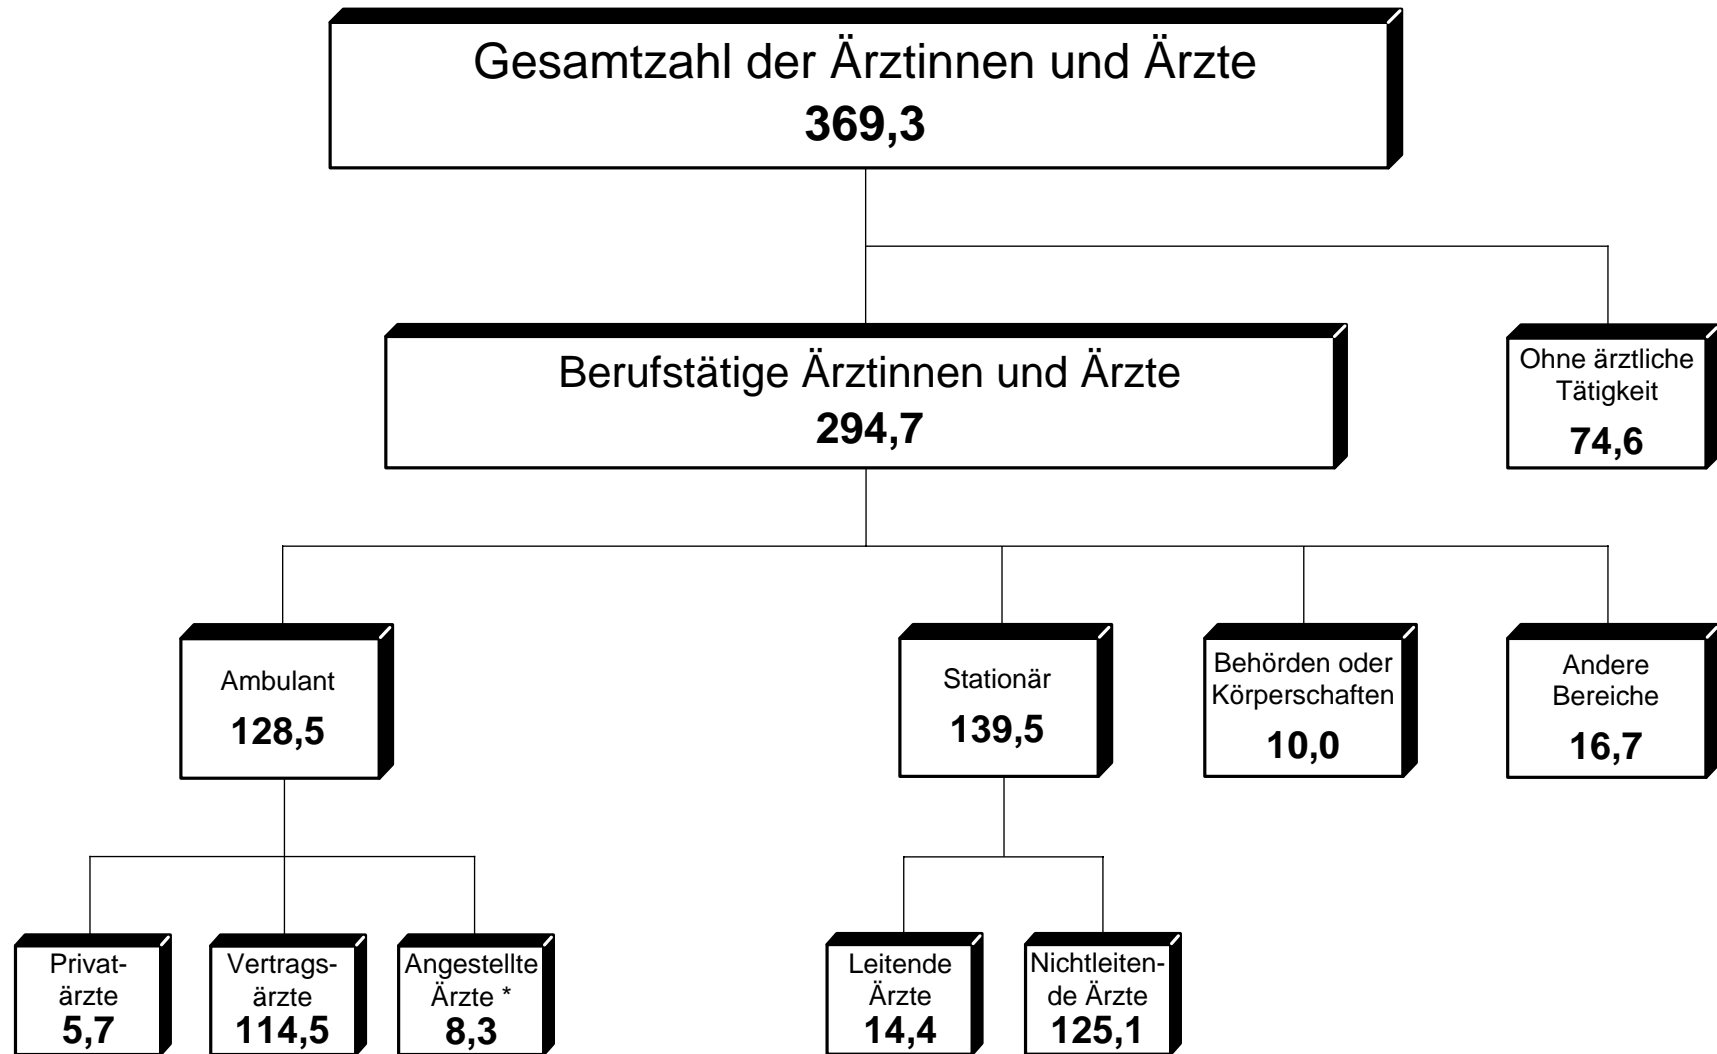 Gesamtzahl der Ärztinnen und Ärzte
369,3
Berufstätige Ärztinnen und Ärzte
294,7
Ohne ärztliche
Tätigkeit
74,6
Ambulant
128,5
Stationär
139,5
Behörden oder
Körperschaften
10,0
Andere
Bereiche
16,7
Privat-
ärzte
5,7
Vertrags-
ärzte
114,5
Angestellte
Ärzte *
8,3
Leitende
Ärzte
14,4
Nichtleiten-
de Ärzte
125,1